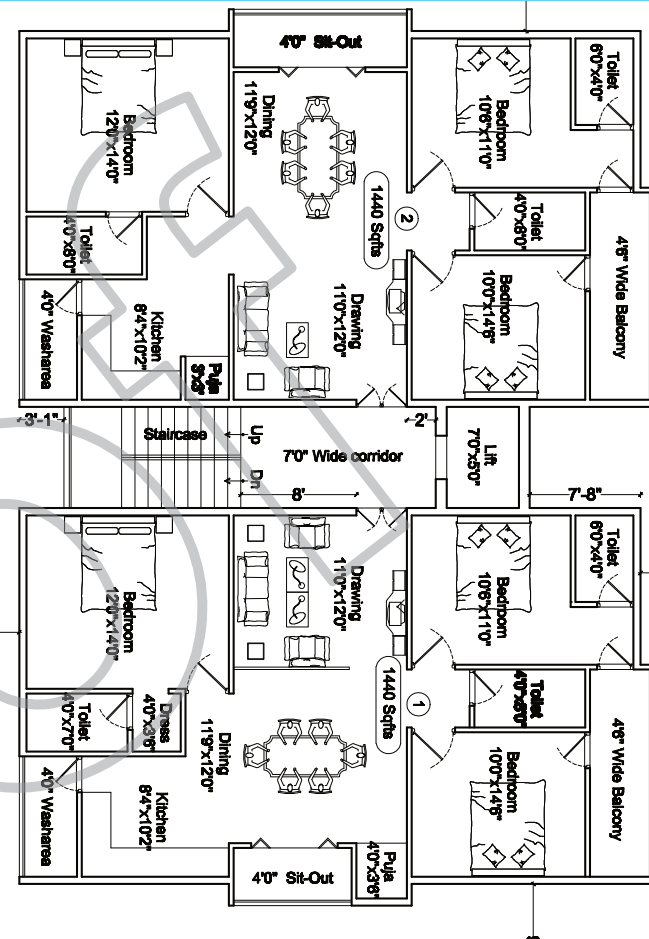 4'0" Sit-Out
Toilet
6'0"x4'0"
Bedroom
12'0"x14'0"
Dining
11'9"x12'0"
Bedroom
10'6"x11'0"
1440 Sqfts
2
Toilet
4'0"x8'0"
Toilet
4'0"x8'0"
4'6" Wide Balcony
4'0" Washarea
Kitchen
8'4"x10'2"
Puja
3'x3'
Drawing
11'0"x12'0"
Bedroom
10'0"x14'6"
3'-1"
Staircase
Up
Dn
7'0" Wide corridor
8'
2'
Lift
7'0"x5'0"
7'-8"
Bedroom
12'0"x14'0"
Drawing
11'0"x12'0"
Bedroom
10'6"x11'0"
Toilet
6'0"x4'0"
1440 Sqfts
1
Toilet
4'0"x8'0"
Toilet
4'0"x7'0"
Dress
4'0"x3'6"
Dining
11'9"x12'0"
4'6" Wide Balcony
4'0" Washarea
Kitchen
8'4"x10'2"
Bedroom
10'0"x14'6"
4'0" Sit-Out
Puja
4'0"x3'6"